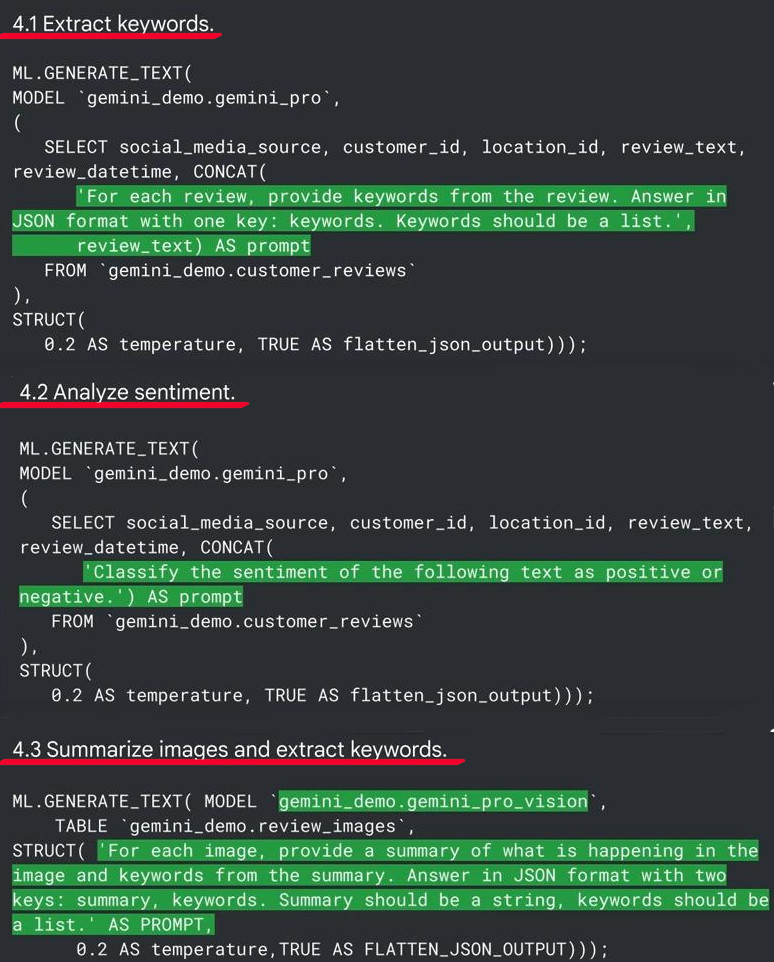 4.1 Extract keywords.
ML.GENERATE_TEXT(
MODEL `gemini_demo.gemini_pro`,
(
SELECT social_media_source, customer_id, location_id, review_text,
review_datetime, CONCAT(
'For each review, provide keywords from the review. Answer in
JSON format with one key: keywords. Keywords should be a list.',
review_text) AS prompt
FROM `gemini_demo.customer_reviews`
),
STRUCT(
0.2 AS temperature, TRUE AS flatten_json_output)));
4.2 Analyze sentiment.
ML.GENERATE_TEXT(
MODEL `gemini_demo.gemini_pro`,
(
SELECT social_media_source, customer_id, location_id, review_text,
review_datetime, CONCAT(
'Classify the sentiment of the following text as positive or
negative.') AS prompt
FROM `gemini_demo.customer_reviews`
),
STRUCT(
0.2 AS temperature, TRUE AS flatten_json_output)));
4.3 Summarize images and extract keywords.
ML.GENERATE_TEXT( MODEL `gemini_demo.gemini_pro_vision`,
TABLE `gemini_demo.review_images`,
STRUCT( 'For each image, provide a summary of what is happening in the
image and keywords from the summary. Answer in JSON format with two
keys: summary, keywords. Summary should be a string, keywords should be
a list.' AS PROMPT,
0.2 AS temperature,TRUE AS FLATTEN_JSON_OUTPUT)));